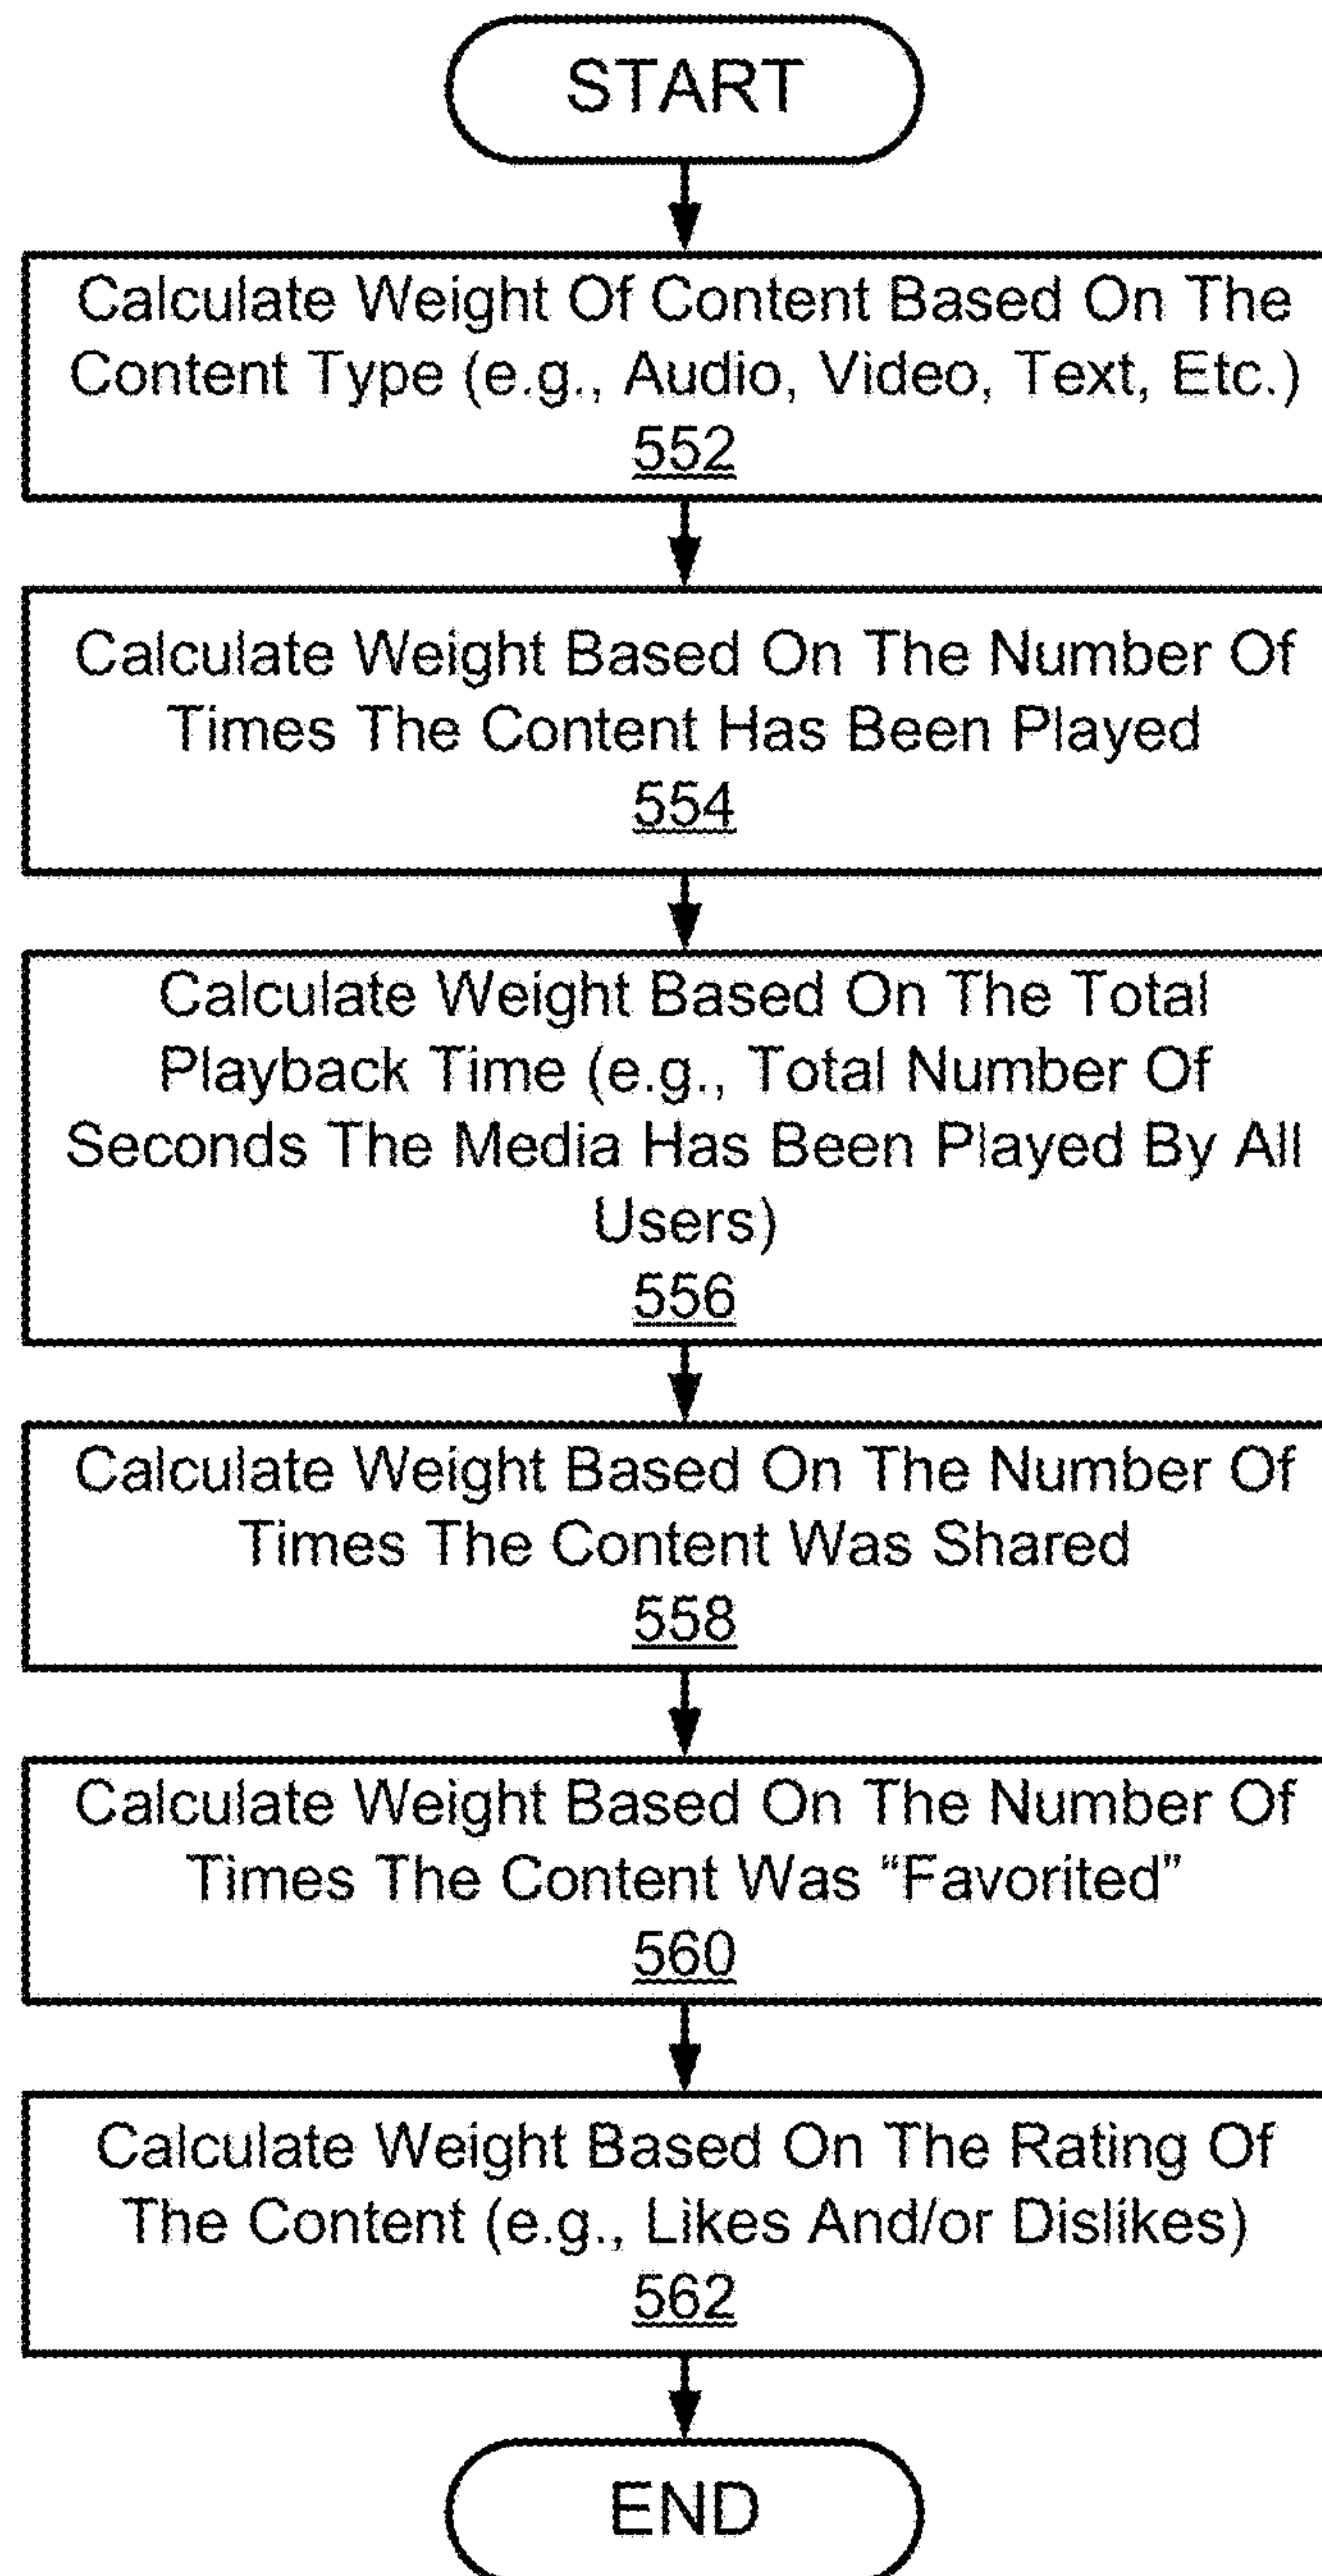 START
Calculate Weight Of Content Based On The
Content Type (e.g., Audio, Video, Text, Etc.)
552
Calculate Weight Based On The Number Of
Times The Content Has Been Played
554
Calculate Weight Based On The Total
Playback Time (e.g., Total Number Of
Seconds The Media Has Been Played By All
Users)
556
Calculate Weight Based On The Number Of
Times The Content Was Shared
558
Calculate Weight Based On The Number Of
Times The Content Was “Favorited”
560
Calculate Weight Based On The Rating Of
The Content (e.g., Likes And/or Dislikes)
562
END